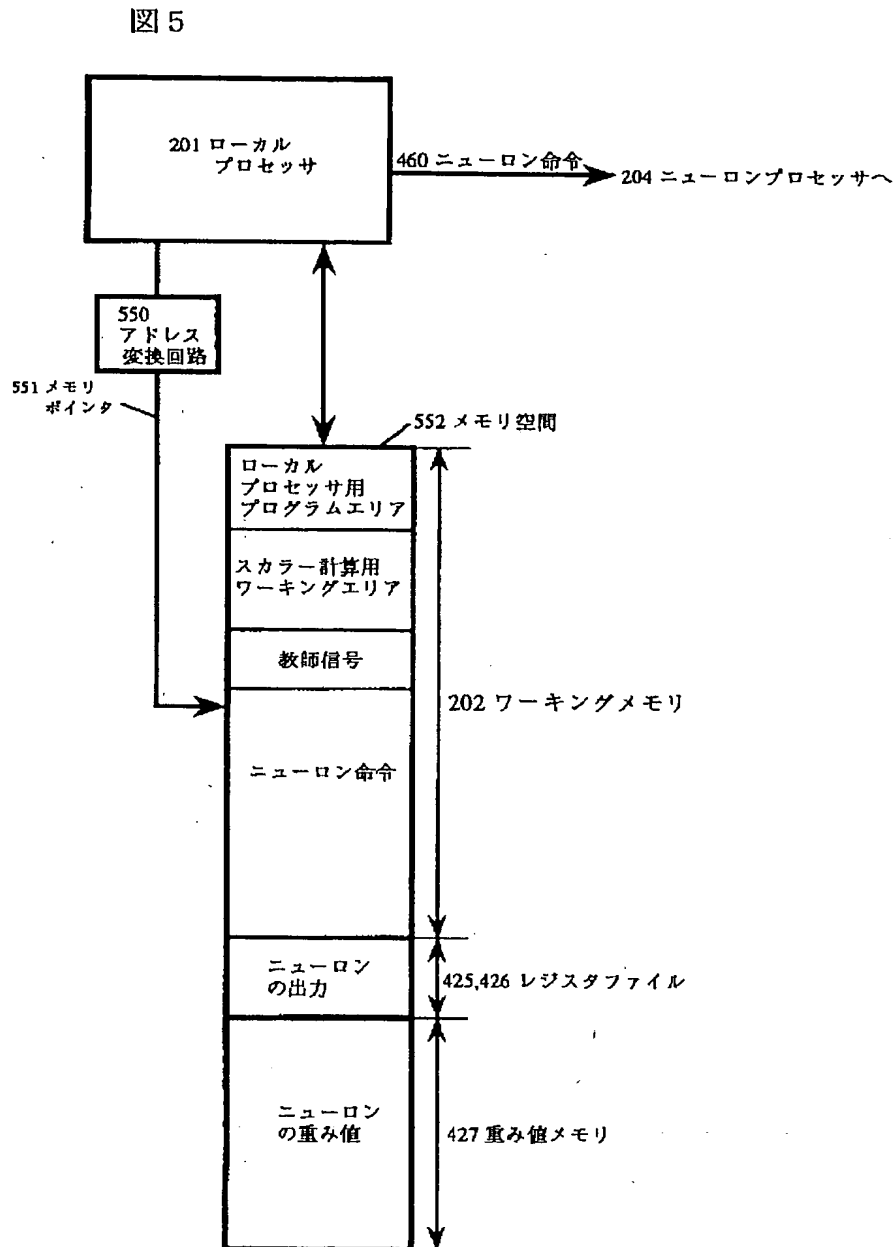 図5
201 ローカル
プロセッサ
460 ニューロン命令
204 ニューロンプロセッサへ
550
アドレス
変換回路
551 メモリ
ポインタ
552 メモリ空間
ローカル
プロセッサ用
プログラムエリア
スカラー計算用
ワーキングエリア
教師信号
202 ワーキングメモリ
ニューロン命令
ニューロン
の出力
425,426 レジスタファイル
ニューロン
の重み値
427 重み値メモリ